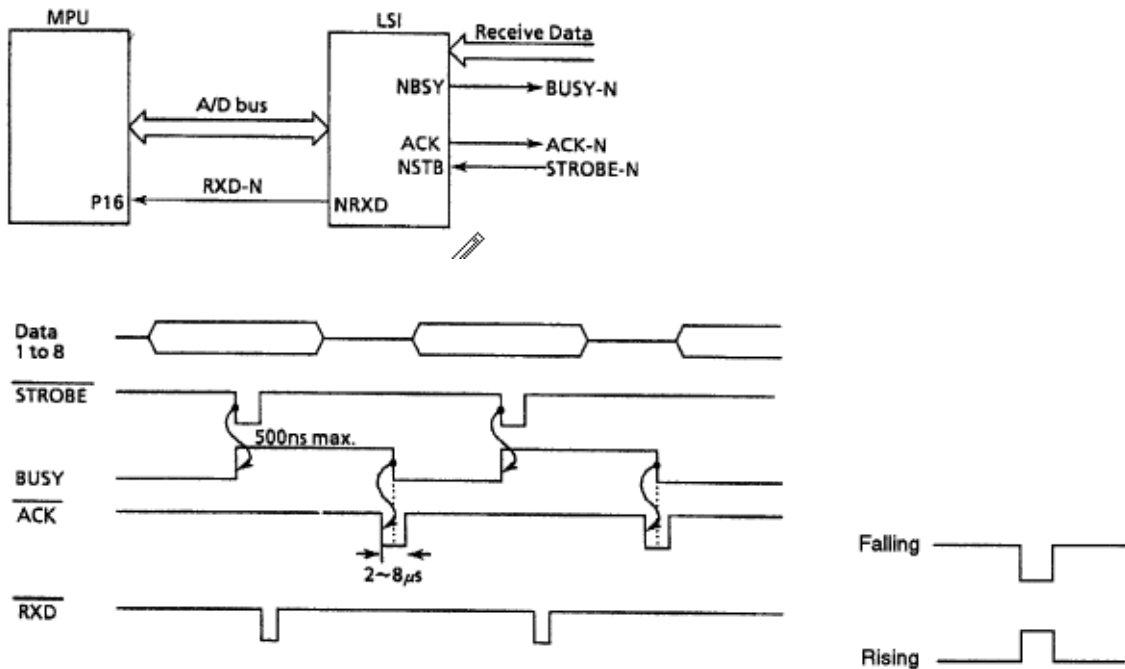 MPU
LSI
Receive Data
NBSY
BUSY-N
A/D bus
ACK
ACK-N
NSTB
STROBE-N
RXD-N
P16
NRXD
Data
1 to 8
STROBE
500ns max.
BUSY
ACK
2~8μs
RXD
Falling
Rising